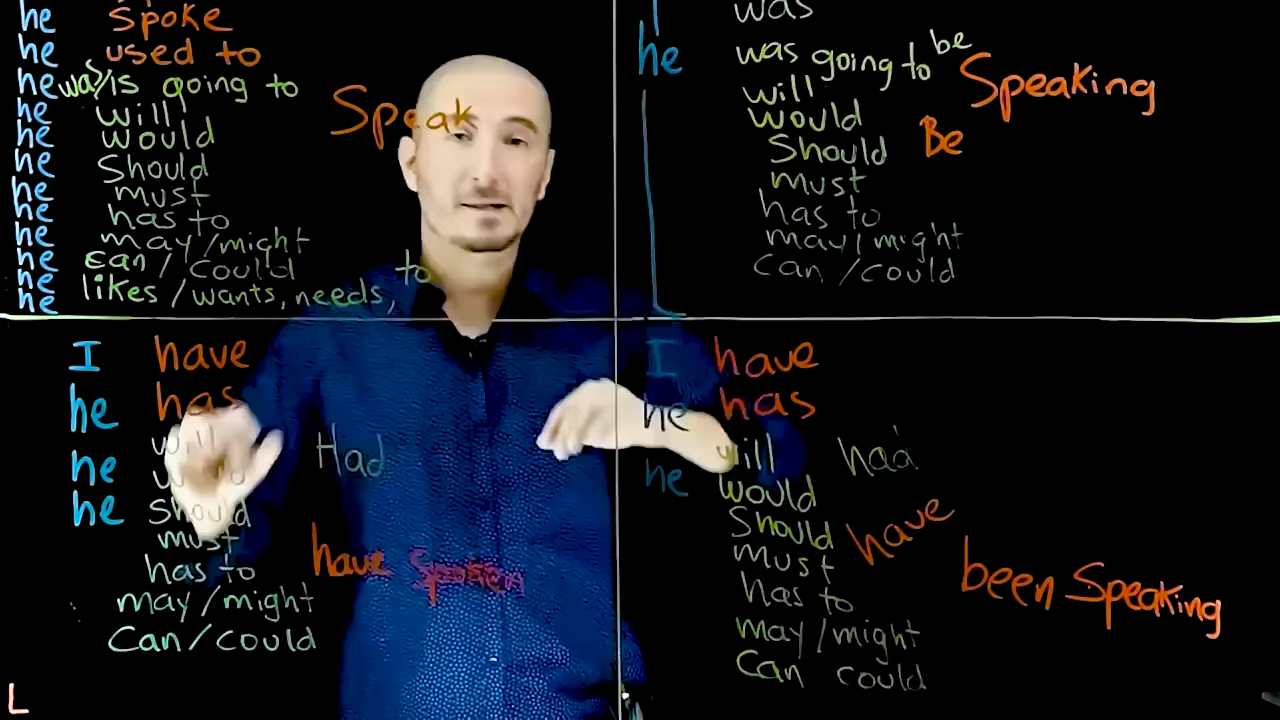 he spoke
he used to
he was/is going to
he will
he would
he Should
he must
he has to
he may/might
he can/could
he likes/wants, needs, to
he
Speak
I was
he was going to be
will
would
Should
must
has to
may/might
can/could
Be
Speaking
I have
he has
he will
he Should
must
has to
may/might
Can/could
Had
have Spoken
I have
he has
he will
would
Should
must
has to
may/might
Can could
had
have
been Speaking
L